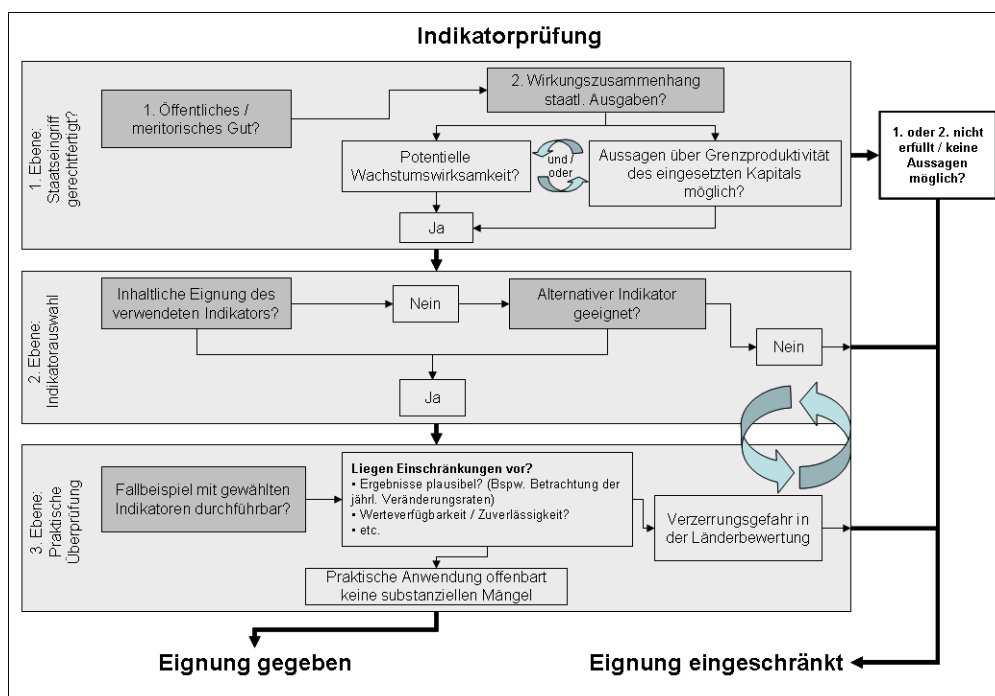 Indikatorprüfung
1. Ebene:
Staatseingriff
gerechtfertigt?
1. Öffentliches /
meritorisches Gut?
2. Wirkungszusammenhang
staatl. Ausgaben?
Potentielle
Wachstumswirksamkeit?
und /
oder
Aussagen über Grenzproduktivität
des eingesetzten Kapitals
möglich?
Ja
1. oder 2. nicht
erfüllt / keine
Aussagen
möglich?
2. Ebene:
Indikatorauswahl
Inhaltliche Eignung des
verwendeten Indikators?
Nein
Alternativer Indikator
geeignet?
Nein
Ja
3. Ebene:
Praktische
Überprüfung
Fallbeispiel mit gewählten
Indikatoren durchführbar?
Liegen Einschränkungen vor?
• Ergebnisse plausibel? (Bspw. Betrachtung der
jährl. Veränderungsraten)
• Werteverfügbarkeit / Zuverlässigkeit?
• etc.
Verzerrungsgefahr in
der Länderbewertung
Praktische Anwendung offenbart
keine substanziellen Mängel
Eignung gegeben
Eignung eingeschränkt